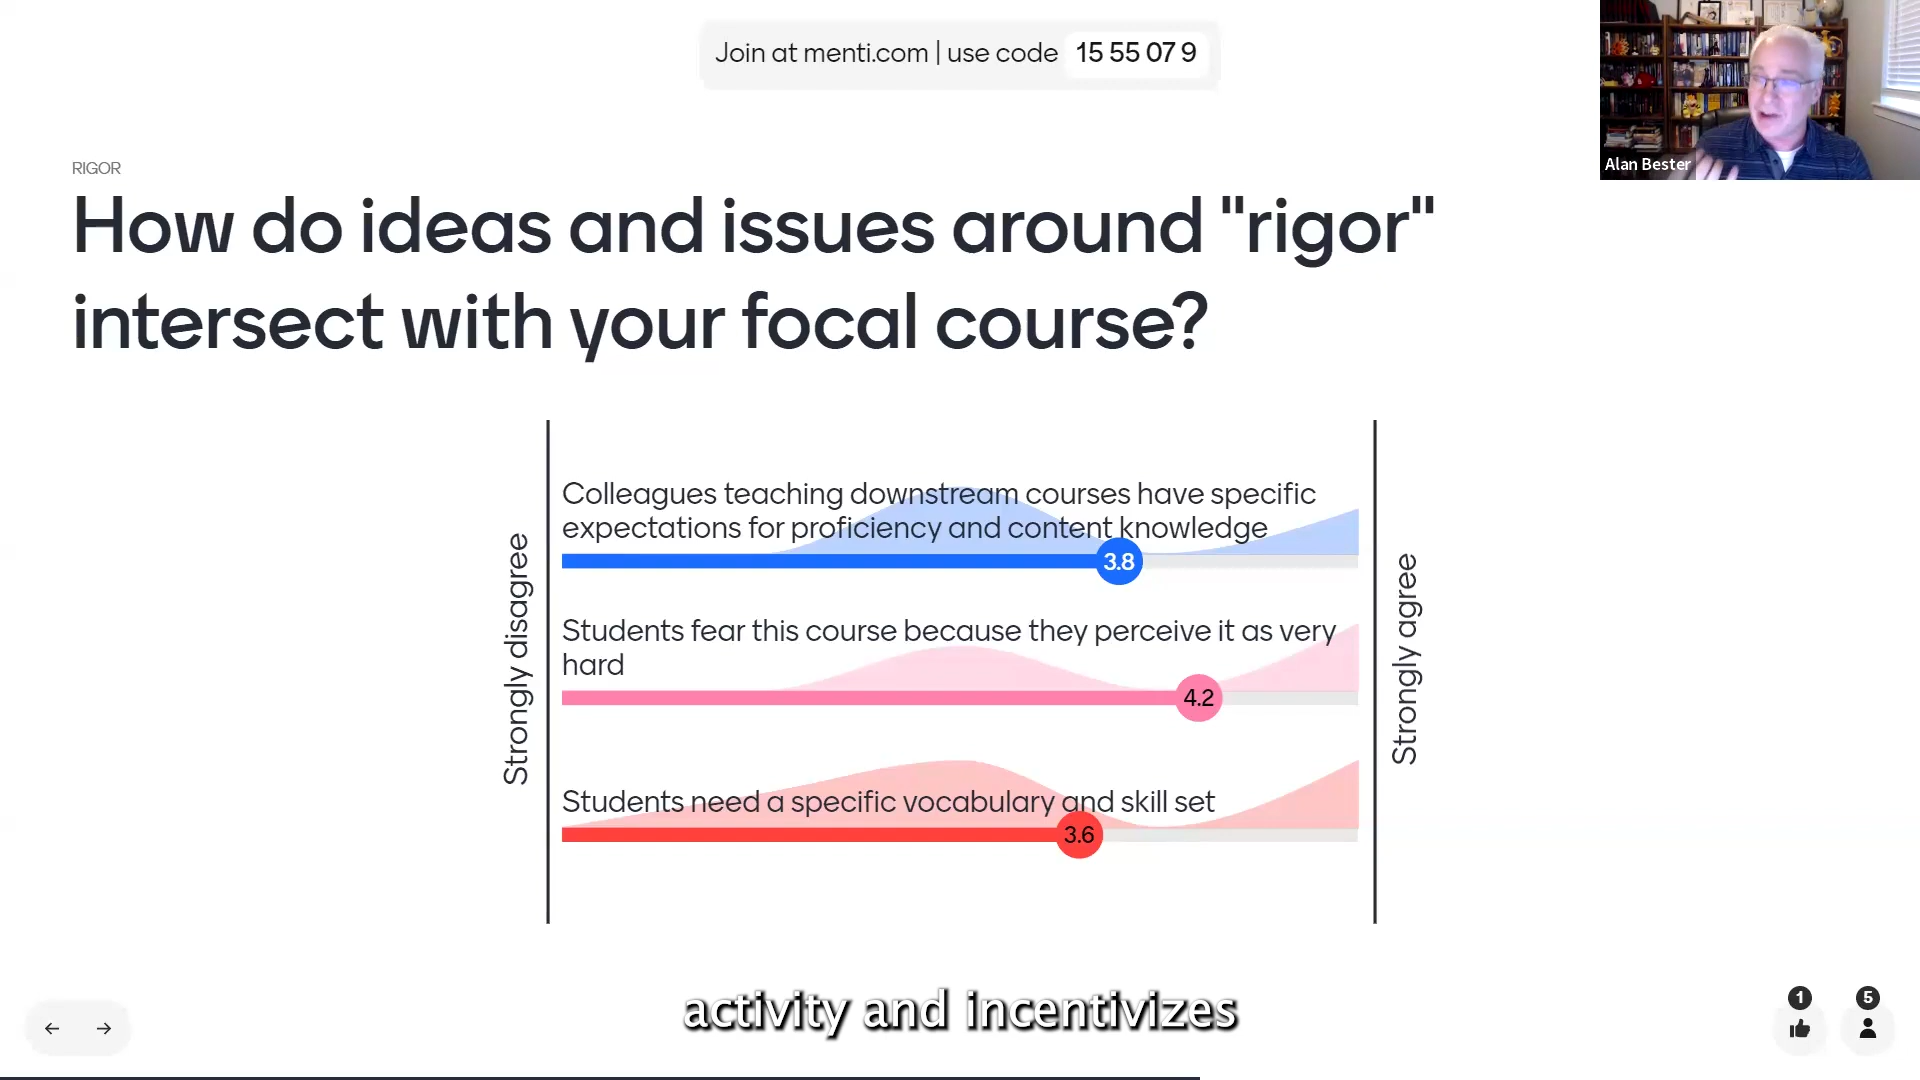 Join at menti.com | use code 15 55 07 9
Alan Bester
RIGOR
How do ideas and issues around "rigor"
intersect with your focal course?
Strongly disagree
Colleagues teaching downstream courses have specific
expectations for proficiency and content knowledge
3.8
Students fear this course because they perceive it as very
hard
4.2
Students need a specific vocabulary and skill set
3.6
Strongly agree
activity and incentivizes
1
5